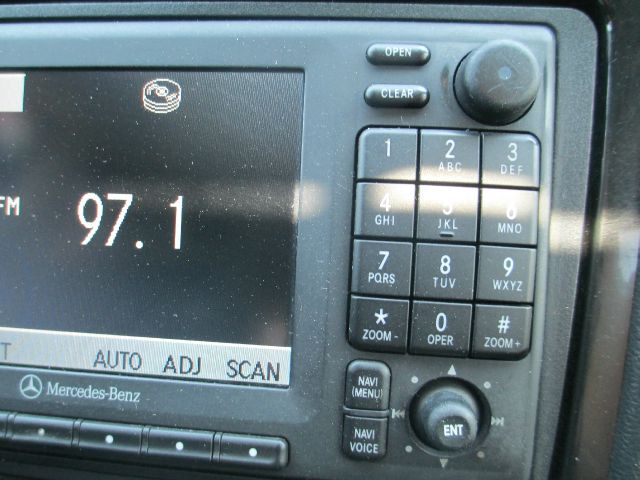 OPEN
CLEAR
FM
97.1
1
2
ABC
3
DEF
4
GHI
5
JKL
6
MNO
7
PQRS
8
TUV
9
WXYZ
*
ZOOM -
0
OPER
#
ZOOM +
T AUTO ADJ SCAN
Mercedes-Benz
NAVI
(MENU)
NAVI
VOICE
ENT